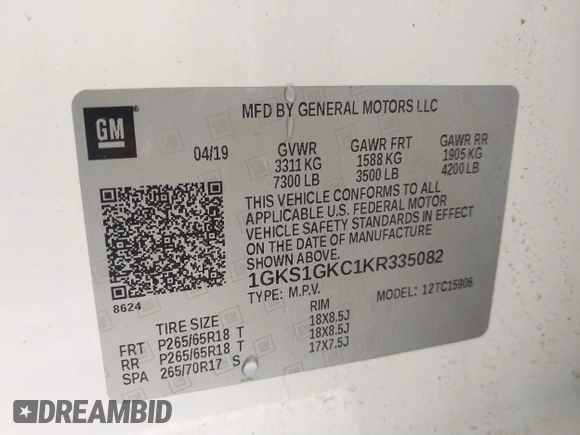 MFD BY GENERAL MOTORS LLC
GM
04/19 GVWR GAWR FRT GAWR RR
3311 KG 1588 KG 1905 KG
7300 LB 3500 LB 4200 LB
THIS VEHICLE CONFORMS TO ALL
APPLICABLE U.S. FEDERAL MOTOR
VEHICLE SAFETY STANDARDS IN EFFECT
ON THE DATE OF MANUFACTURE
SHOWN ABOVE.
1GKS1GKC1KR335082
TYPE: M.P.V. MODEL: 12TC15906
8624
TIRE SIZE RIM
FRT P265/65R18 T 18X8.5J
RR P265/65R18 T 18X8.5J
SPA 265/70R17 S 17X7.5J
DREAMBID